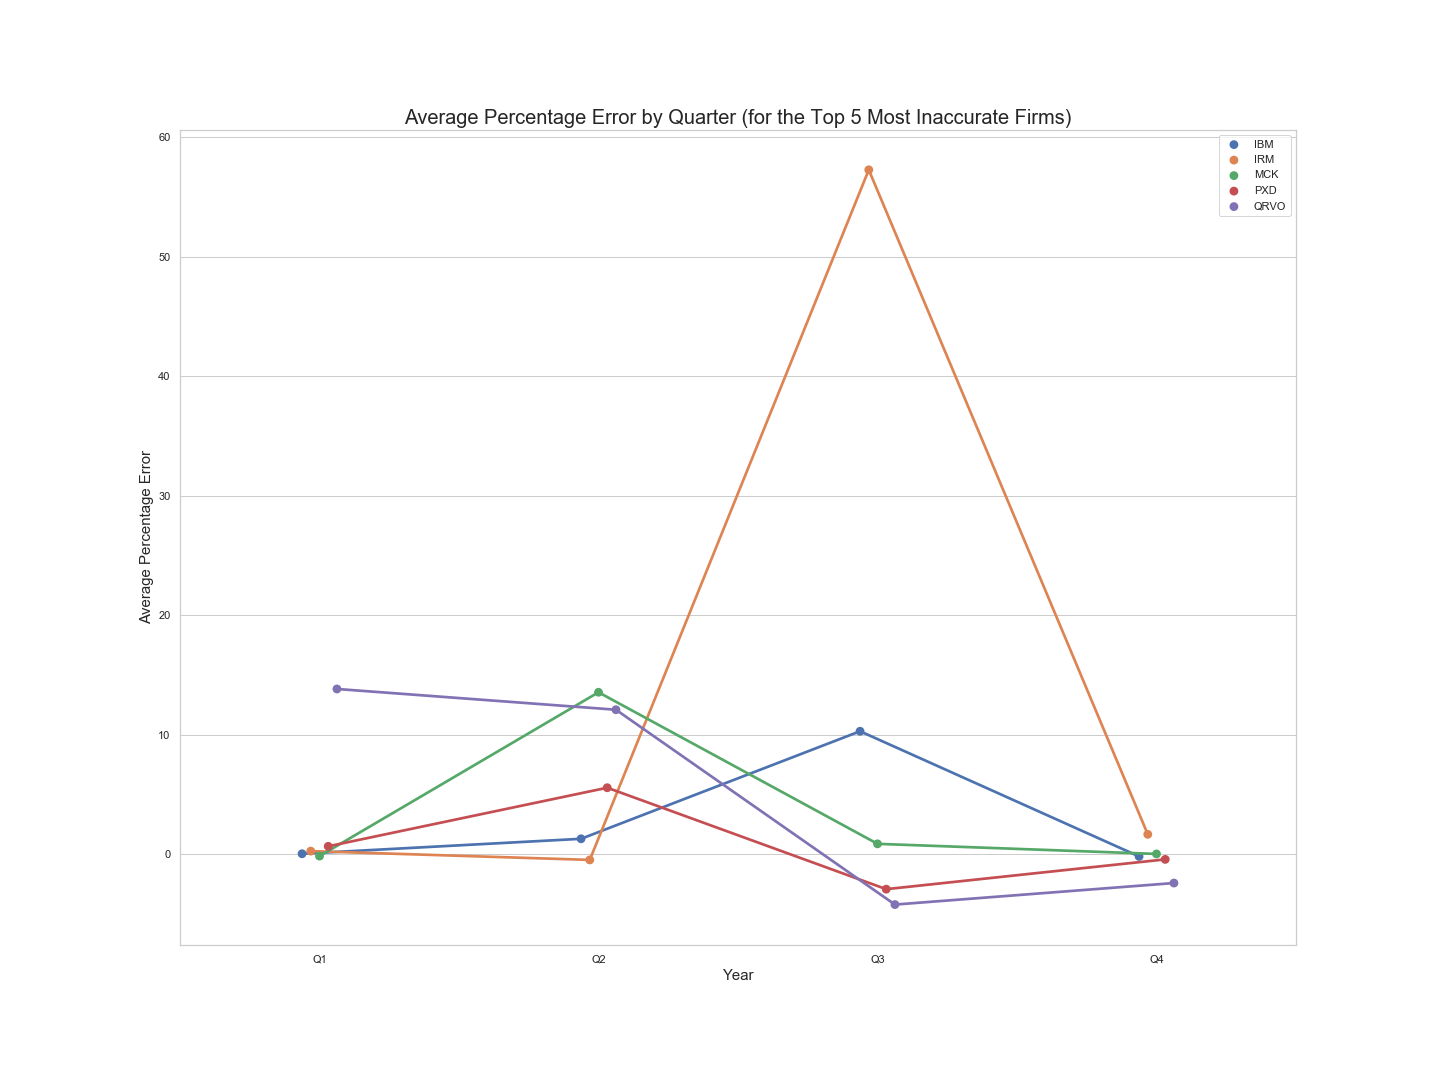 Average Percentage Error by Quarter (for the Top 5 Most Inaccurate Firms)
IBM
IRM
MCK
PXD
QRVO
60
50
40
30
20
10
0
Average Percentage Error
Q1 Q2 Q3 Q4
Year